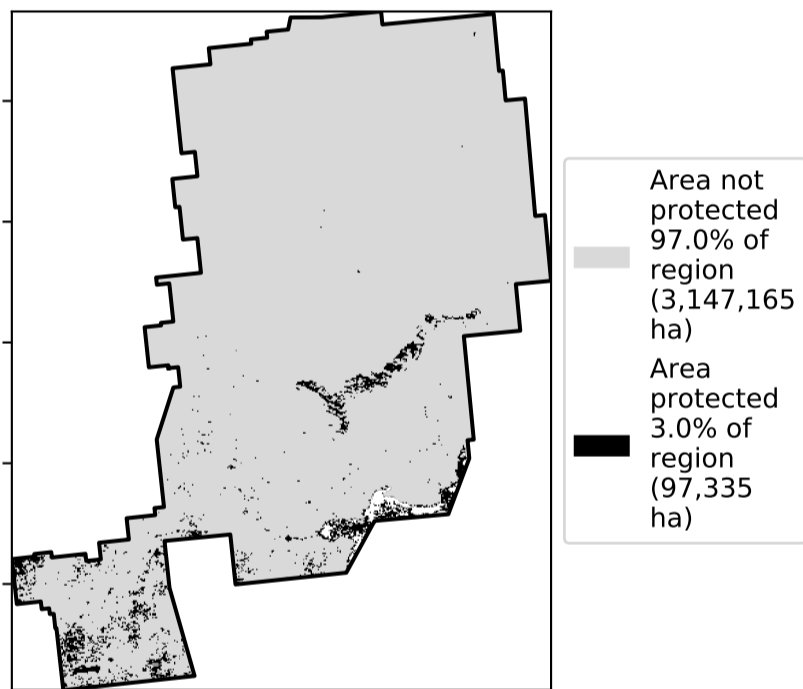 Area not
protected
97.0% of
region
(3,147,165
ha)
Area
protected
3.0% of
region
(97,335
ha)